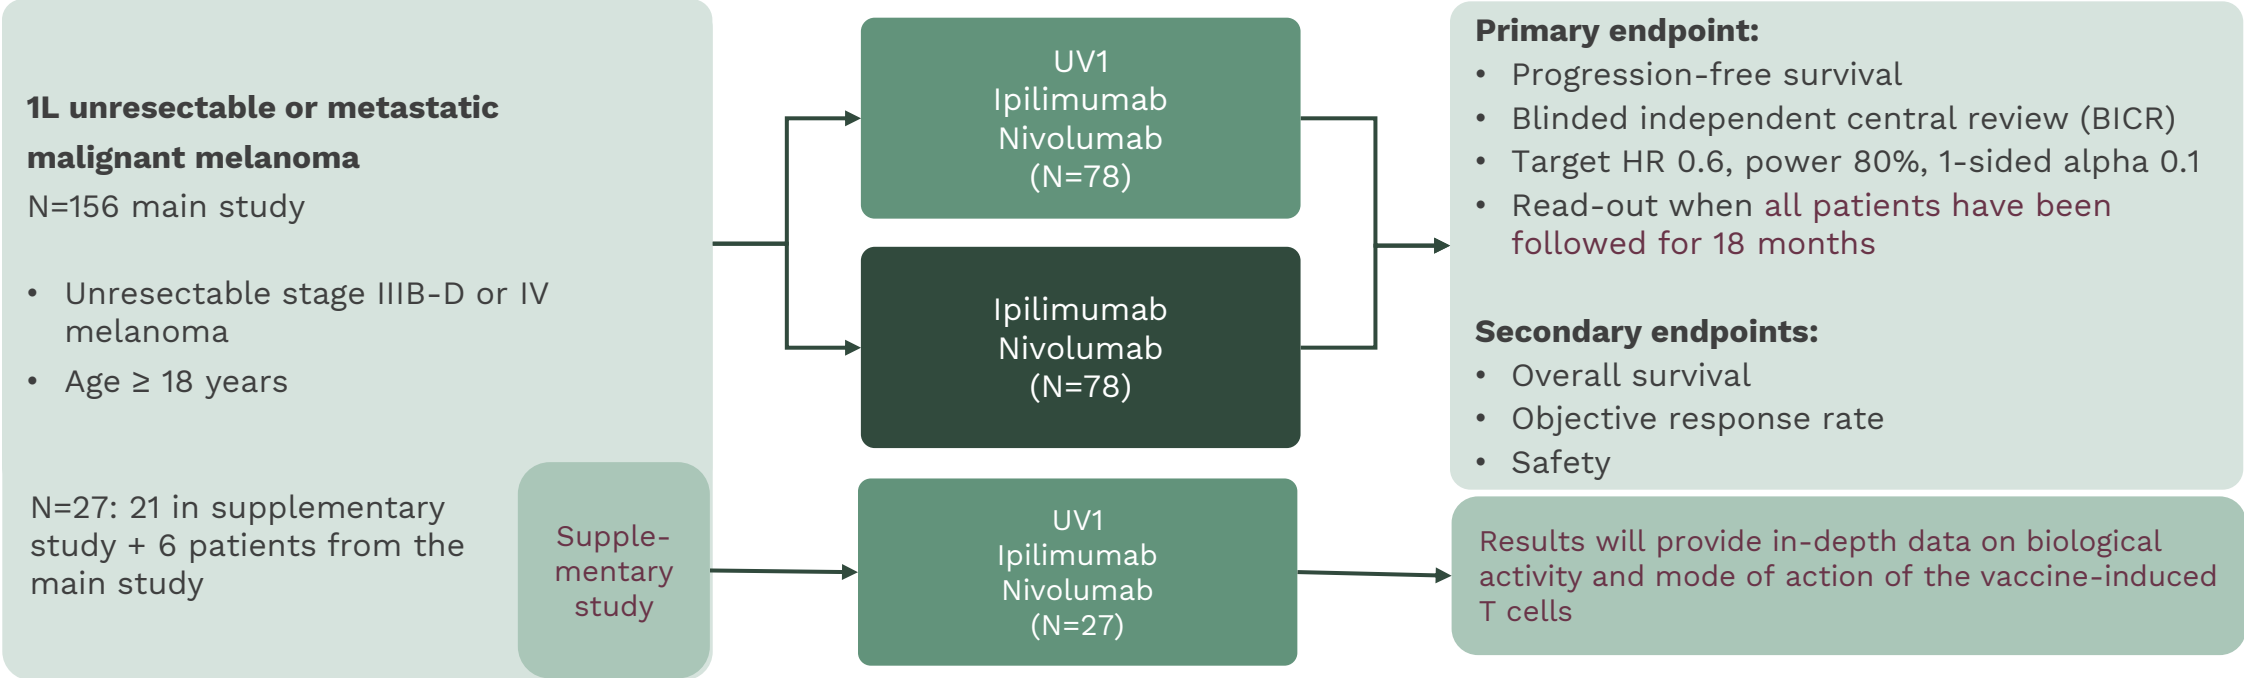 1L unresectable or metastatic
malignant melanoma
N=156 main study
• Unresectable stage IIIB-D or IV
melanoma
• Age ≥ 18 years
N=27: 21 in supplementary
study + 6 patients from the
main study
Supple-
mentary
study
UV1
Ipilimumab
Nivolumab
(N=78)
Ipilimumab
Nivolumab
(N=78)
UV1
Ipilimumab
Nivolumab
(N=27)
Primary endpoint:
• Progression-free survival
• Blinded independent central review (BICR)
• Target HR 0.6, power 80%, 1-sided alpha 0.1
• Read-out when all patients have been
followed for 18 months
Secondary endpoints:
• Overall survival
• Objective response rate
• Safety
Results will provide in-depth data on biological
activity and mode of action of the vaccine-induced
T cells